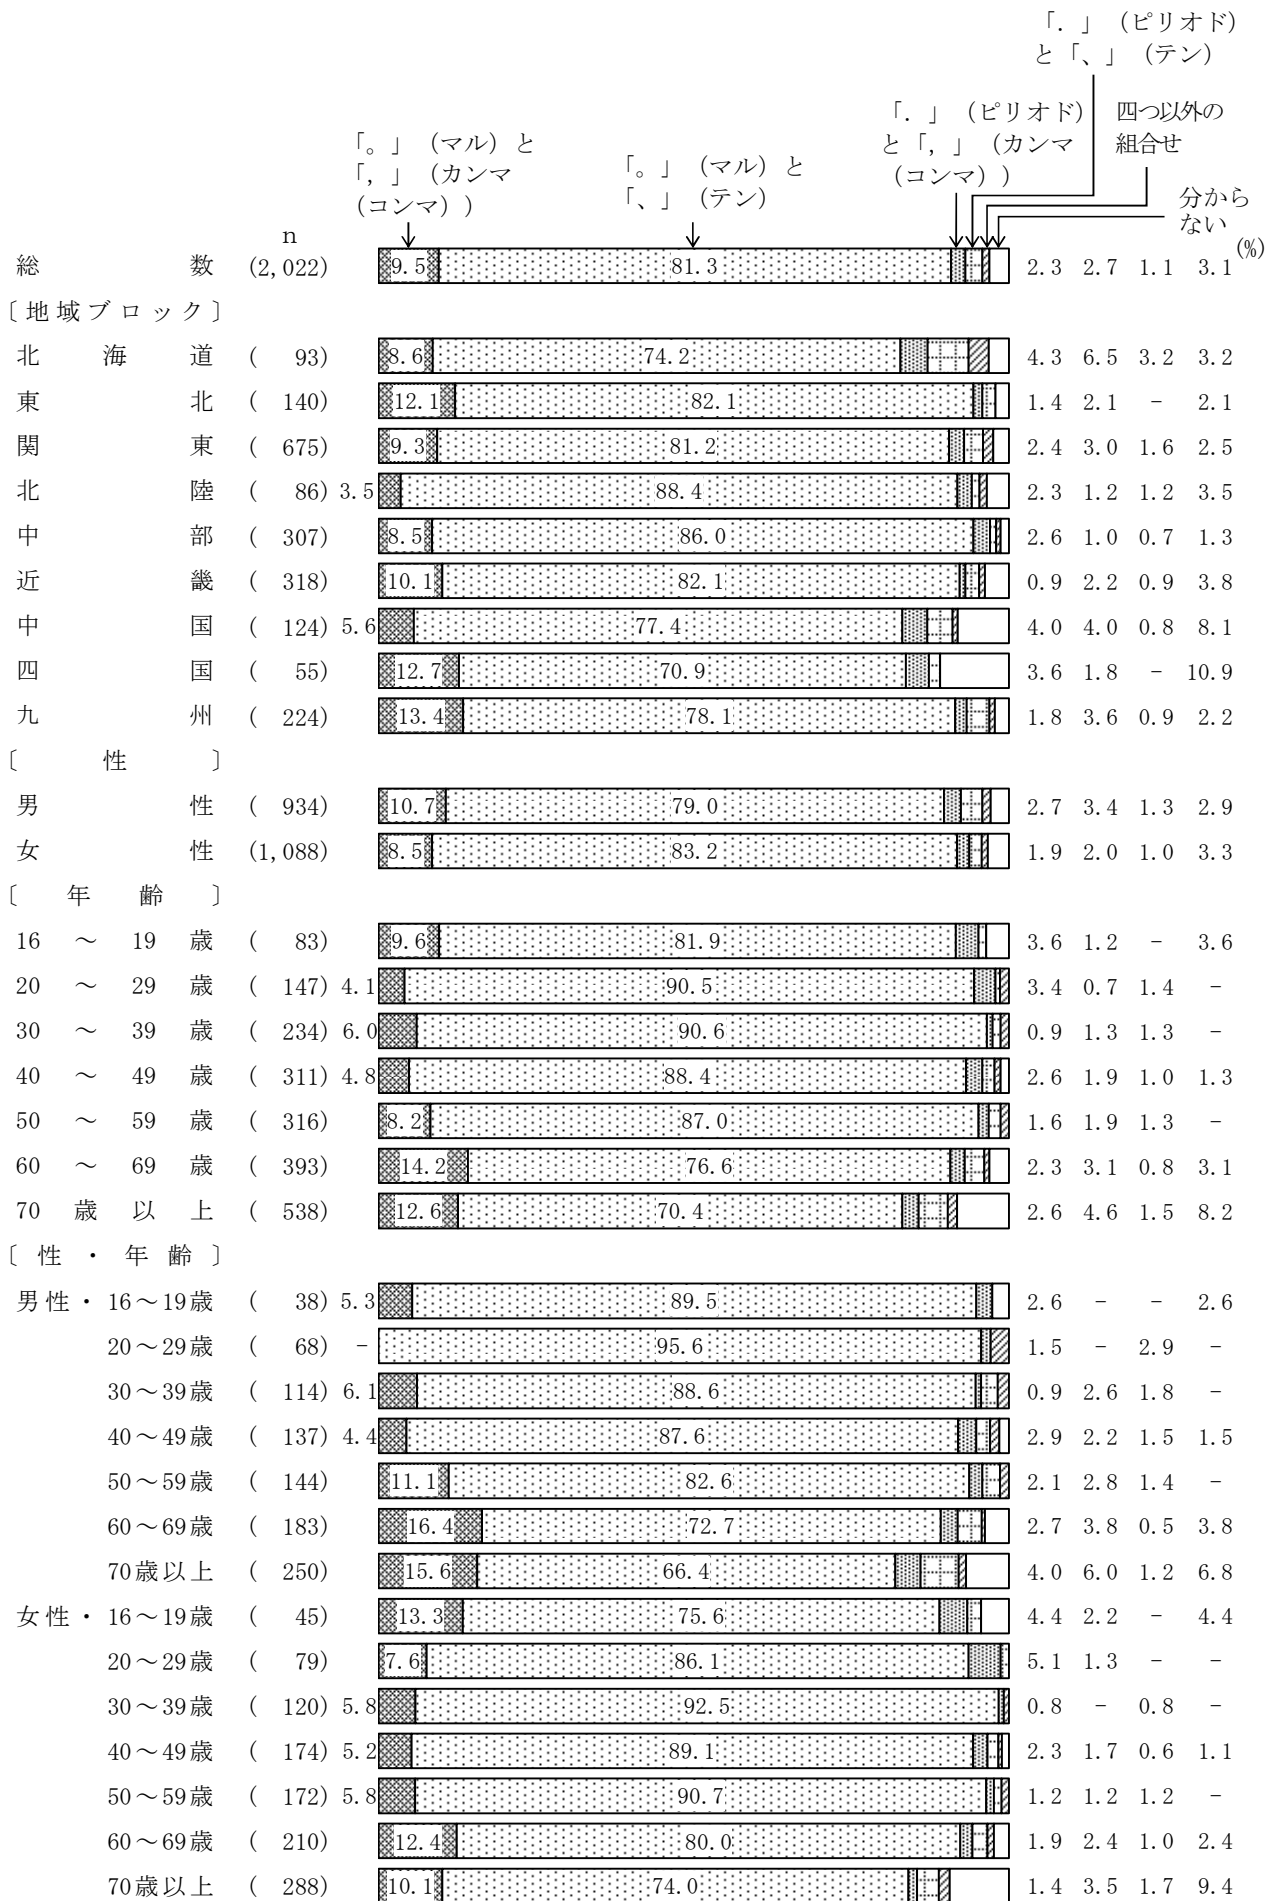 「．」（ピリオド）
と「、」（テン）
「．」（ピリオド）
と「，」（カンマ
（コンマ））
四つ以外の
組合せ
「。」（マル）と
「，」（カンマ
（コンマ））
「。」（マル）と
「、」（テン）
分から
ない
n
(%)
総数 (2,022) 9.5 81.3 2.3 2.7 1.1 3.1
〔地域ブロック〕
北海道 ( 93) 8.6 74.2 4.3 6.5 3.2 3.2
東北 ( 140) 12.1 82.1 1.4 2.1 － 2.1
関東 ( 675) 9.3 81.2 2.4 3.0 1.6 2.5
北陸 ( 86) 3.5 88.4 2.3 1.2 1.2 3.5
中部 ( 307) 8.5 86.0 2.6 1.0 0.7 1.3
近畿 ( 318) 10.1 82.1 0.9 2.2 0.9 3.8
中国 ( 124) 5.6 77.4 4.0 4.0 0.8 8.1
四国 ( 55) 12.7 70.9 3.6 1.8 － 10.9
九州 ( 224) 13.4 78.1 1.8 3.6 0.9 2.2
〔性〕
男性 ( 934) 10.7 79.0 2.7 3.4 1.3 2.9
女性 (1,088) 8.5 83.2 1.9 2.0 1.0 3.3
〔年齢〕
16～19歳 ( 83) 9.6 81.9 3.6 1.2 － 3.6
20～29歳 ( 147) 4.1 90.5 3.4 0.7 1.4 －
30～39歳 ( 234) 6.0 90.6 0.9 1.3 1.3 －
40～49歳 ( 311) 4.8 88.4 2.6 1.9 1.0 1.3
50～59歳 ( 316) 8.2 87.0 1.6 1.9 1.3 －
60～69歳 ( 393) 14.2 76.6 2.3 3.1 0.8 3.1
70歳以上 ( 538) 12.6 70.4 2.6 4.6 1.5 8.2
〔性・年齢〕
男性・16～19歳 ( 38) 5.3 89.5 2.6 － － 2.6
20～29歳 ( 68) － 95.6 1.5 － 2.9 －
30～39歳 ( 114) 6.1 88.6 0.9 2.6 1.8 －
40～49歳 ( 137) 4.4 87.6 2.9 2.2 1.5 1.5
50～59歳 ( 144) 11.1 82.6 2.1 2.8 1.4 －
60～69歳 ( 183) 16.4 72.7 2.7 3.8 0.5 3.8
70歳以上 ( 250) 15.6 66.4 4.0 6.0 1.2 6.8
女性・16～19歳 ( 45) 13.3 75.6 4.4 2.2 － 4.4
20～29歳 ( 79) 7.6 86.1 5.1 1.3 － －
30～39歳 ( 120) 5.8 92.5 0.8 － 0.8 －
40～49歳 ( 174) 5.2 89.1 2.3 1.7 0.6 1.1
50～59歳 ( 172) 5.8 90.7 1.2 1.2 1.2 －
60～69歳 ( 210) 12.4 80.0 1.9 2.4 1.0 2.4
70歳以上 ( 288) 10.1 74.0 1.4 3.5 1.7 9.4